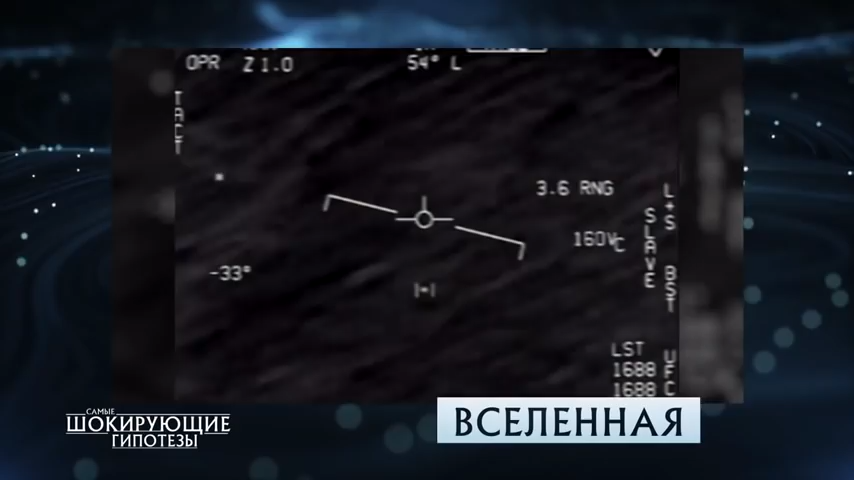 OPR Z 1.0
54° L
TACT
3.6 RNG
L+S
SLAVE
160Vc
-33°
BST
LST
1688
1688
UFC
САМЫЕ
ШОКИРУЮЩИЕ
ГИПОТЕЗЫ
ВСЕЛЕННАЯ